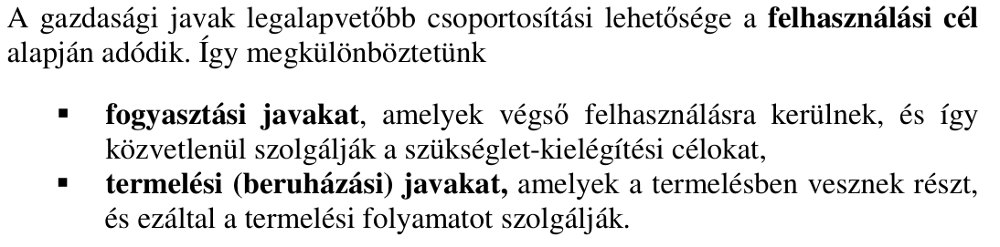 A gazdasági javak legalapvetőbb csoportosítási lehetősége a felhasználási cél
alapján adódik. Így megkülönböztetünk
▪ fogyasztási javakat, amelyek végső felhasználásra kerülnek, és így
közvetlenül szolgálják a szükséglet-kielégítési célokat,
▪ termelési (beruházási) javakat, amelyek a termelésben vesznek részt,
és ezáltal a termelési folyamatot szolgálják.